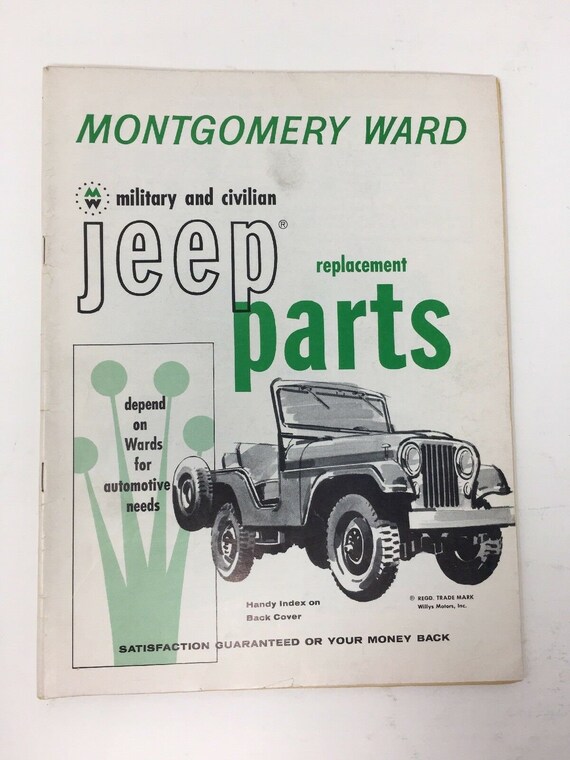 MONTGOMERY WARD
MW
military and civilian
jeep®
replacement
parts
depend
on
Wards
for
automotive
needs
Handy Index on
Back Cover
® REGD. TRADE MARK
Willys Motors, Inc.
SATISFACTION GUARANTEED OR YOUR MONEY BACK